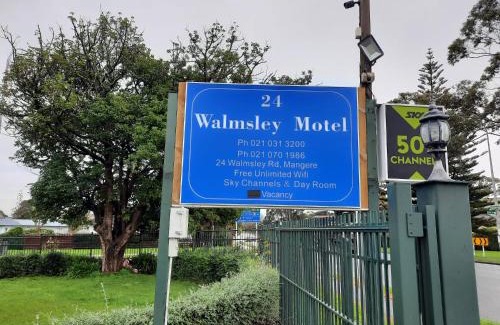 24
Walmsley Motel
Ph 021 031 3200
Ph 021 070 1986
24 Walmsley Rd, Mangere
Free Unlimited Wifi
Sky Channels & Day Room
Vacancy
SKY
50
CHANNEL